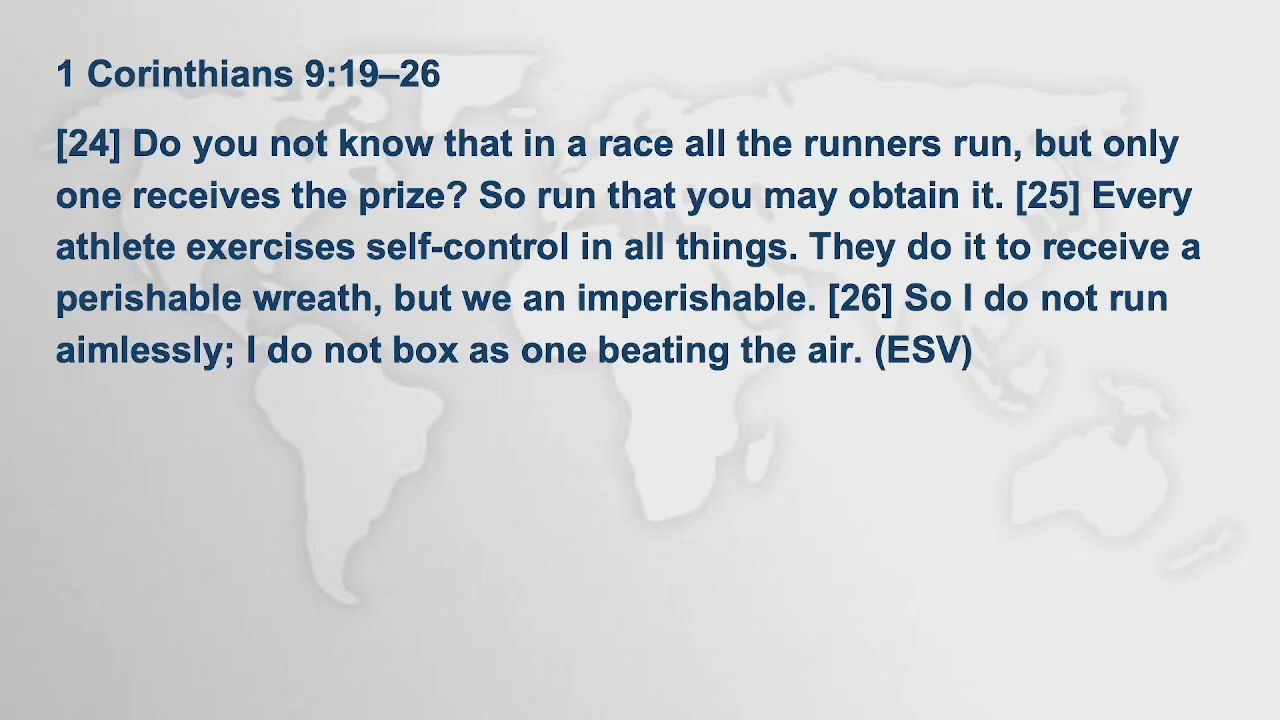 1 Corinthians 9:19–26
[24] Do you not know that in a race all the runners run, but only
one receives the prize? So run that you may obtain it. [25] Every
athlete exercises self-control in all things. They do it to receive a
perishable wreath, but we an imperishable. [26] So I do not run
aimlessly; I do not box as one beating the air. (ESV)